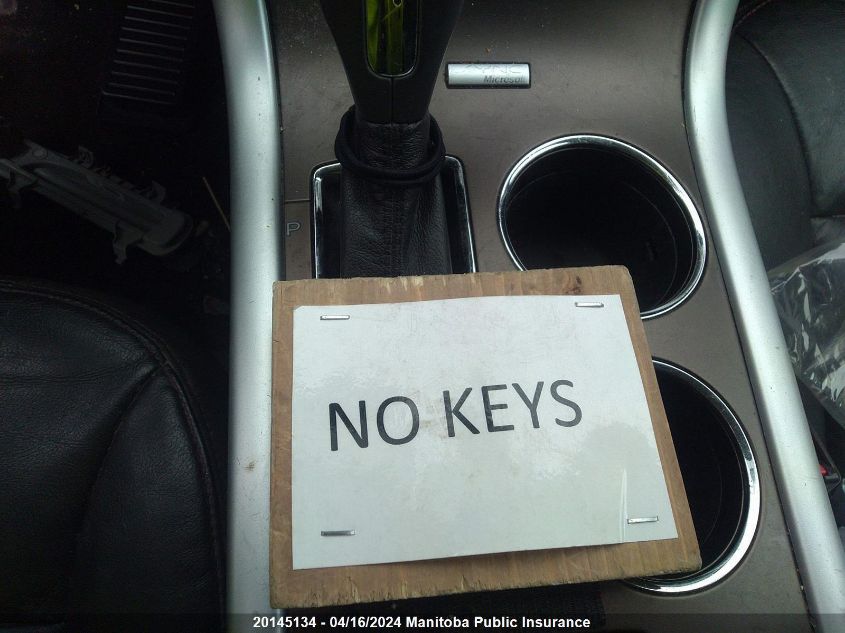 SYNC
Microsoft
P
NO KEYS
20145134 - 04/16/2024 Manitoba Public Insurance